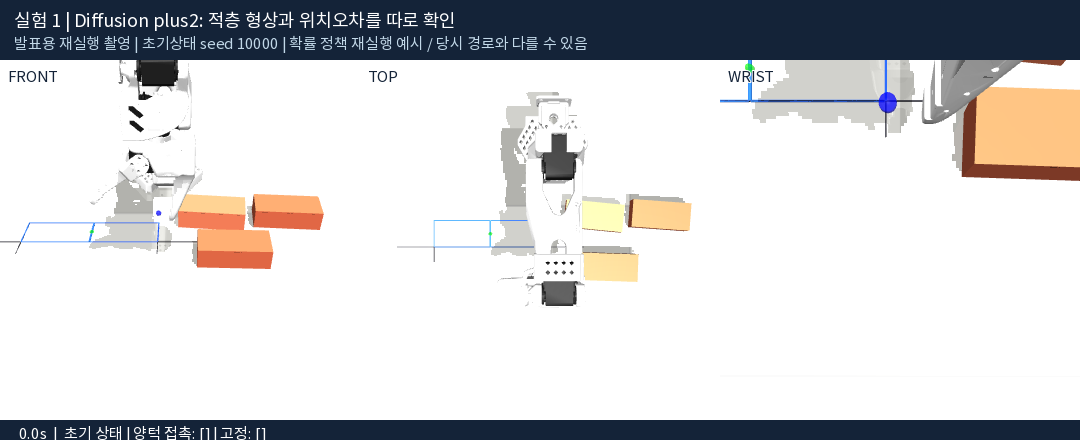 실험 1 | Diffusion plus2: 적층 형상과 위치오차를 따로 확인
발표용 재실행 촬영 | 초기상태 seed 10000 | 확률 정책 재실행 예시 / 당시 경로와 다를 수 있음
FRONT
TOP
WRIST
0.0s | 초기 상태 | 양턱 접촉: [] | 고정: []